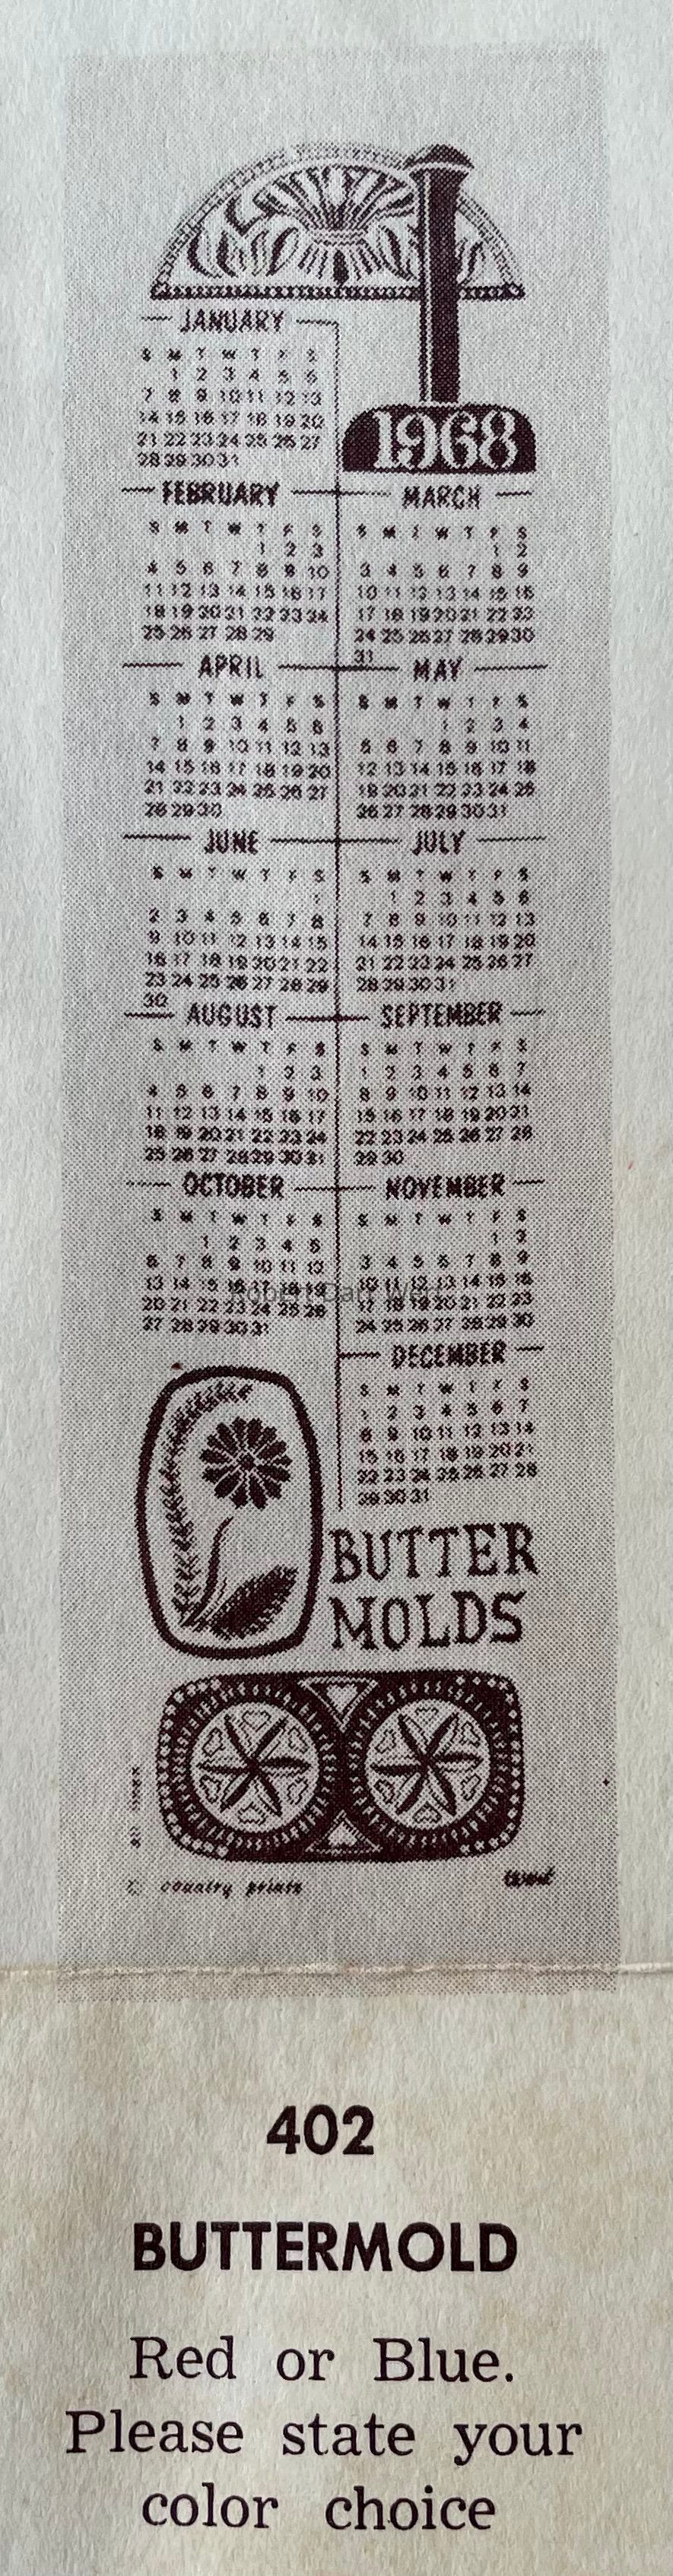 JANUARY
S M T W T F S
1 2 3 4 5 6
7 8 9 10 11 12 13
14 15 16 17 18 19 20
21 22 23 24 25 26 27
28 29 30 31
1968
FEBRUARY
S M T W T F S
1 2 3
4 5 6 7 8 9 10
11 12 13 14 15 16 17
18 19 20 21 22 23 24
25 26 27 28 29
MARCH
S M T W T F S
1 2
3 4 5 6 7 8 9
10 11 12 13 14 15 16
17 18 19 20 21 22 23
24 25 26 27 28 29 30
31
APRIL
S M T W T F S
1 2 3 4 5 6
7 8 9 10 11 12 13
14 15 16 17 18 19 20
21 22 23 24 25 26 27
28 29 30
MAY
S M T W T F S
1 2 3 4
5 6 7 8 9 10 11
12 13 14 15 16 17 18
19 20 21 22 23 24 25
26 27 28 29 30 31
JUNE
S M T W T F S
1
2 3 4 5 6 7 8
9 10 11 12 13 14 15
16 17 18 19 20 21 22
23 24 25 26 27 28 29
30
JULY
S M T W T F S
1 2 3 4 5 6
7 8 9 10 11 12 13
14 15 16 17 18 19 20
21 22 23 24 25 26 27
28 29 30 31
AUGUST
S M T W T F S
1 2 3
4 5 6 7 8 9 10
11 12 13 14 15 16 17
18 19 20 21 22 23 24
25 26 27 28 29 30 31
SEPTEMBER
S M T W T F S
1 2 3 4 5 6 7
8 9 10 11 12 13 14
15 16 17 18 19 20 21
22 23 24 25 26 27 28
29 30
OCTOBER
S M T W T F S
1 2 3 4 5
6 7 8 9 10 11 12
13 14 15 16 17 18 19
20 21 22 23 24 25 26
27 28 29 30 31
NOVEMBER
S M T W T F S
1 2
3 4 5 6 7 8 9
10 11 12 13 14 15 16
17 18 19 20 21 22 23
24 25 26 27 28 29 30
Robert
DECEMBER
S M T W T F S
1 2 3 4 5 6 7
8 9 10 11 12 13 14
15 16 17 18 19 20 21
22 23 24 25 26 27 28
29 30 31
BUTTER
MOLDS
© country prints
402
BUTTERMOLD
Red or Blue.
Please state your
color choice